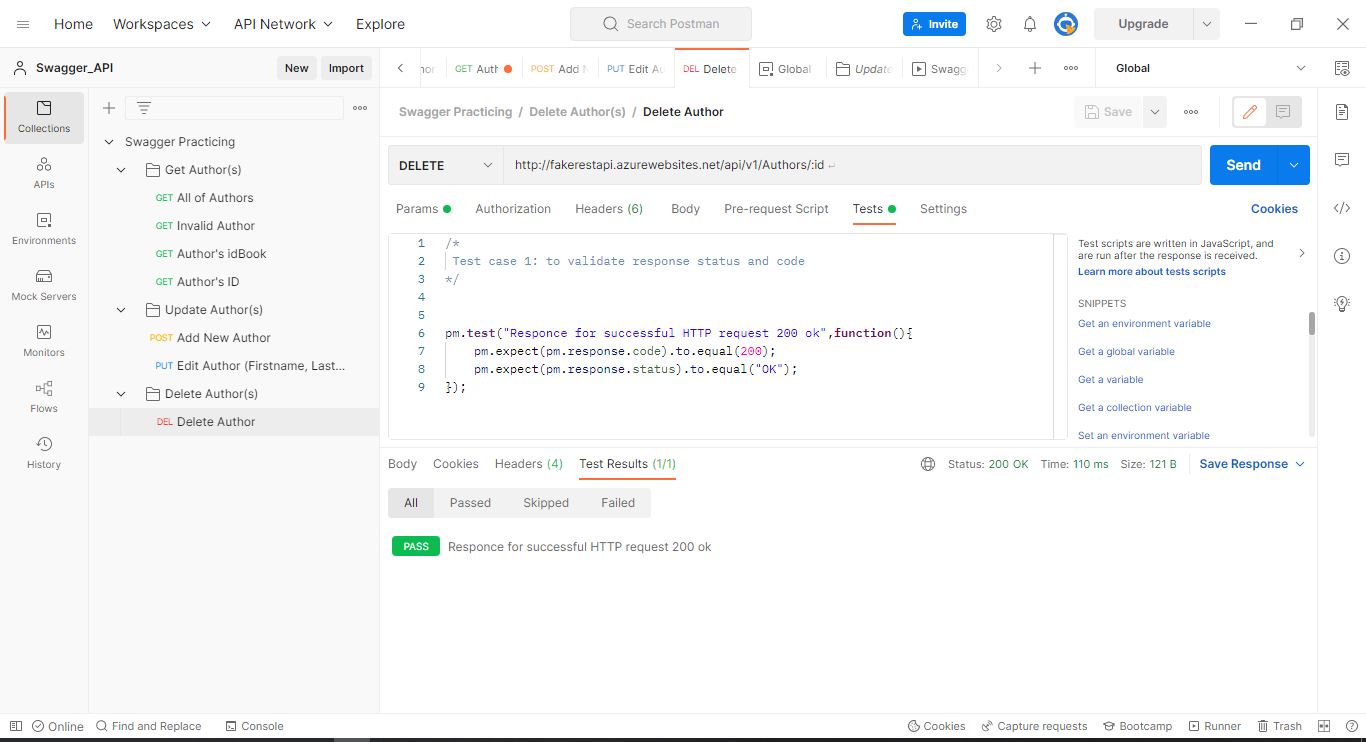 Home Workspaces API Network Explore Search Postman Invite Upgrade
Swagger_API New Import
GET Auth POST Add N PUT Edit Au DEL Delete Global Update Swagg Global
Collections
APIs
Environments
Mock Servers
Monitors
Flows
History
Swagger Practicing
Get Author(s)
GET All of Authors
GET Invalid Author
GET Author's idBook
GET Author's ID
Update Author(s)
POST Add New Author
PUT Edit Author (Firstname, Last...
Delete Author(s)
DEL Delete Author
Swagger Practicing / Delete Author(s) / Delete Author Save
DELETE http://fakerestapi.azurewebsites.net/api/v1/Authors/:id Send
Params Authorization Headers (6) Body Pre-request Script Tests Settings Cookies
1 /*
2 Test case 1: to validate response status and code
3 */
4
5
6 pm.test("Responce for successful HTTP request 200 ok",function(){
7 pm.expect(pm.response.code).to.equal(200);
8 pm.expect(pm.response.status).to.equal("OK");
9 });
Test scripts are written in JavaScript, and
are run after the response is received.
Learn more about tests scripts
SNIPPETS
Get an environment variable
Get a global variable
Get a variable
Get a collection variable
Set an environment variable
Body Cookies Headers (4) Test Results (1/1) Status: 200 OK Time: 110 ms Size: 121 B Save Response
All Passed Skipped Failed
PASS Responce for successful HTTP request 200 ok
Online Find and Replace Console Cookies Capture requests Bootcamp Runner Trash